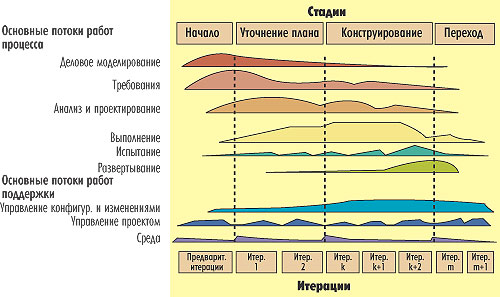 Стадии
Основные потоки работ
процесса
Начало
Уточнение плана
Конструирование
Переход
Деловое моделирование
Требования
Анализ и проектирование
Выполнение
Испытание
Развертывание
Основные потоки работ
поддержки
Управление конфигур. и изменениями
Управление проектом
Среда
Предварит.
итерации
Итер.
1
Итер.
2
Итер.
k
Итер.
k+1
Итер.
k+2
Итер.
m
Итер.
m+1
Итерации